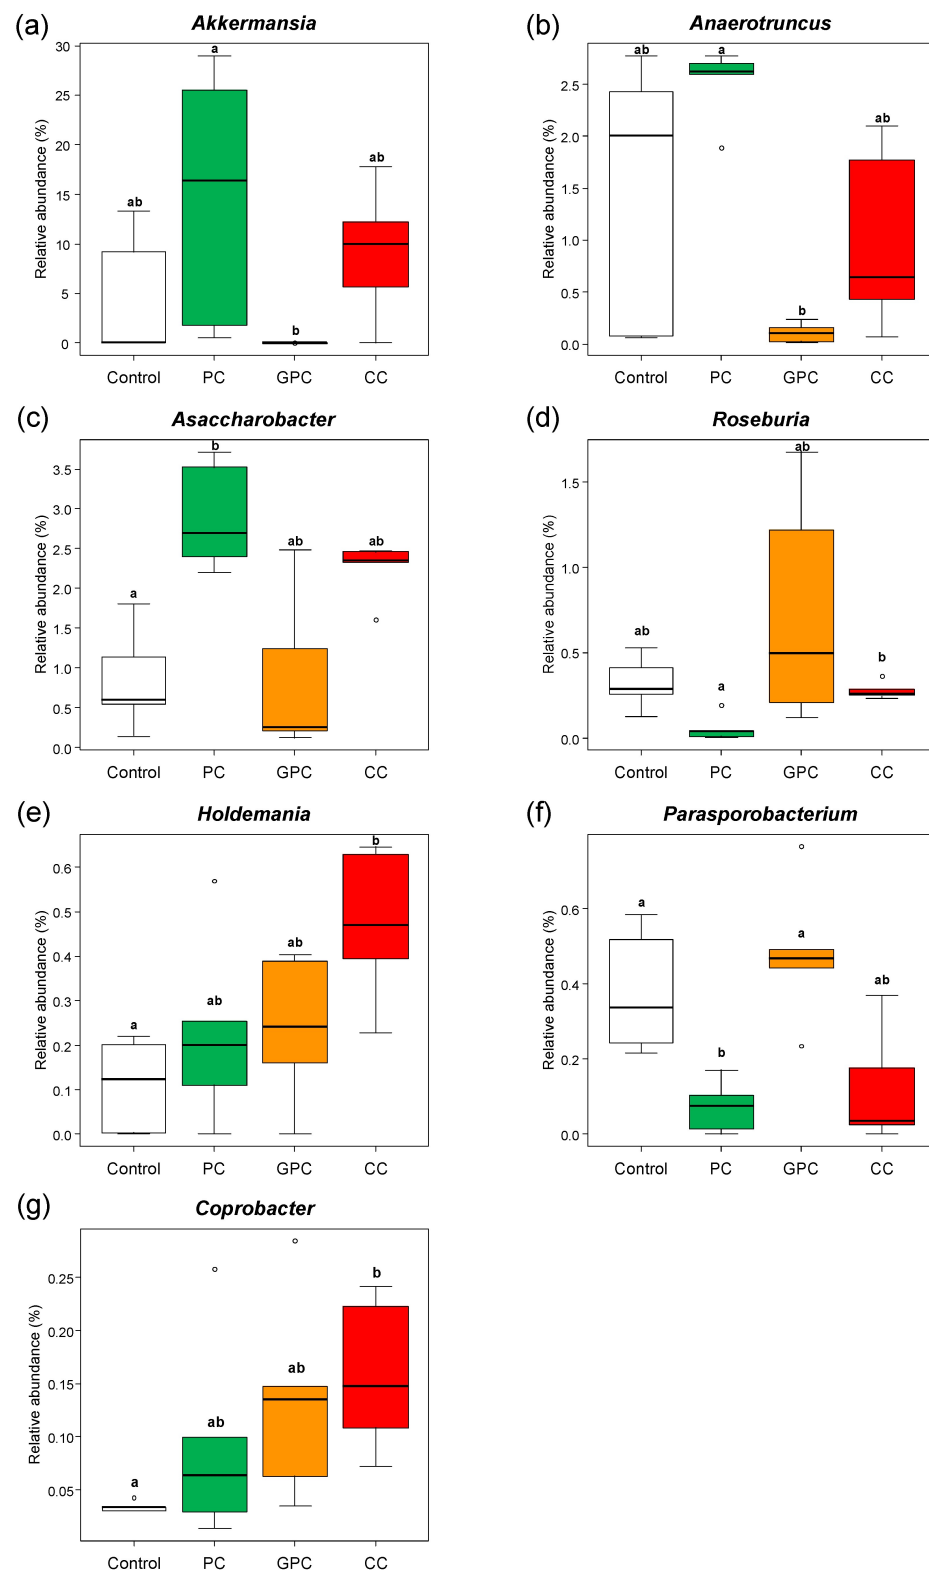 (a) Akkermansia
Relative abundance (%)
30
25
20
15
10
5
0
ab
a
b
ab
Control PC GPC CC
(b) Anaerotruncus
Relative abundance (%)
2.5
2.0
1.5
1.0
0.5
0.0
ab
a
b
ab
Control PC GPC CC
(c) Asaccharobacter
Relative abundance (%)
3.5
3.0
2.5
2.0
1.5
1.0
0.5
0.0
a
b
ab
ab
Control PC GPC CC
(d) Roseburia
Relative abundance (%)
1.5
1.0
0.5
0.0
ab
a
ab
b
Control PC GPC CC
(e) Holdemania
Relative abundance (%)
0.6
0.5
0.4
0.3
0.2
0.1
0.0
a
ab
ab
b
Control PC GPC CC
(f) Parasporobacterium
Relative abundance (%)
0.6
0.4
0.2
0.0
a
b
a
ab
Control PC GPC CC
(g) Coprobacter
Relative abundance (%)
0.25
0.20
0.15
0.10
0.05
a
ab
ab
b
Control PC GPC CC